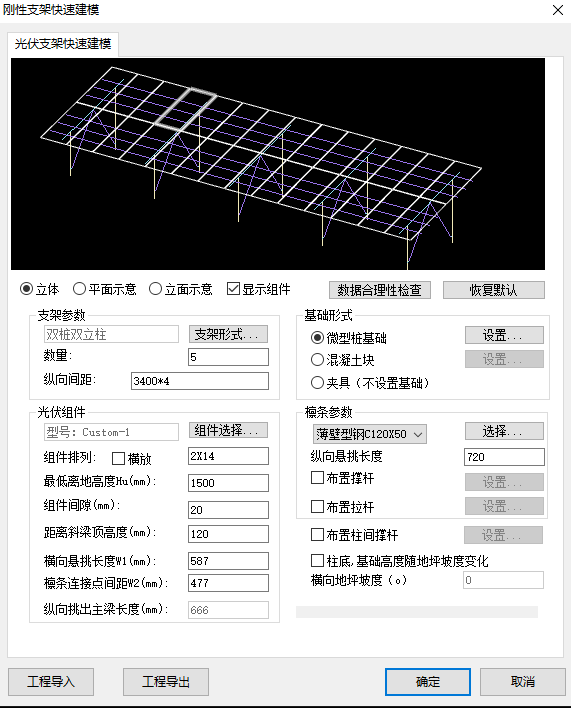 刚性支架快速建模
光伏支架快速建模
立体 平面示意 立面示意 显示组件 数据合理性检查 恢复默认
支架参数
双桩双立柱 支架形式...
数量: 5
纵向间距: 3400*4
基础形式
微型桩基础 设置...
混凝土块 设置...
夹具（不设置基础）
光伏组件
型号: Custom-1 组件选择...
组件排列: 横放 2X14
最低离地高度Hu(mm): 1500
组件间隙(mm): 20
距离斜梁顶高度(mm): 120
横向悬挑长度W1(mm): 587
檩条连接点间距W2(mm): 477
纵向挑出主梁长度(mm): 666
檩条参数
薄壁型钢C120X50 选择...
纵向悬挑长度 720
布置撑杆 设置...
布置拉杆 设置...
布置柱间撑杆 设置...
柱底,基础高度随地坪坡度变化
横向地坪坡度（o） 0
工程导入 工程导出 确定 取消